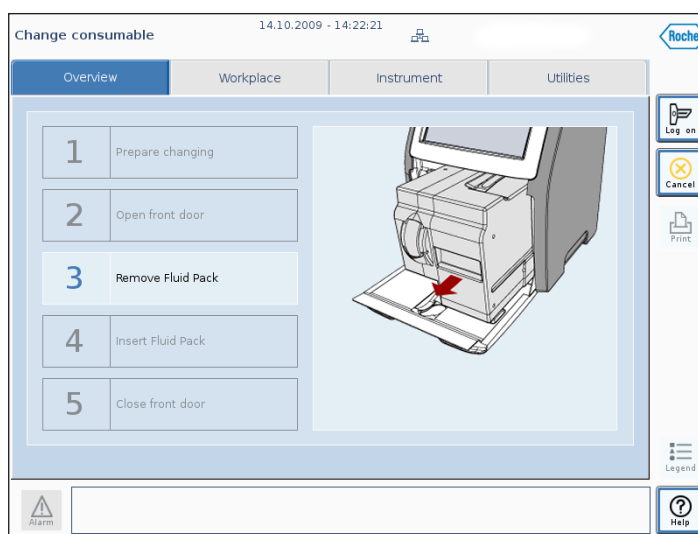 Change consumable
14.10.2009 - 14:22:21
Roche
Overview
Workplace
Instrument
Utilities
1 Prepare changing
2 Open front door
3 Remove Fluid Pack
4 Insert Fluid Pack
5 Close front door
Log on
Cancel
Print
Legend
Alarm
Help